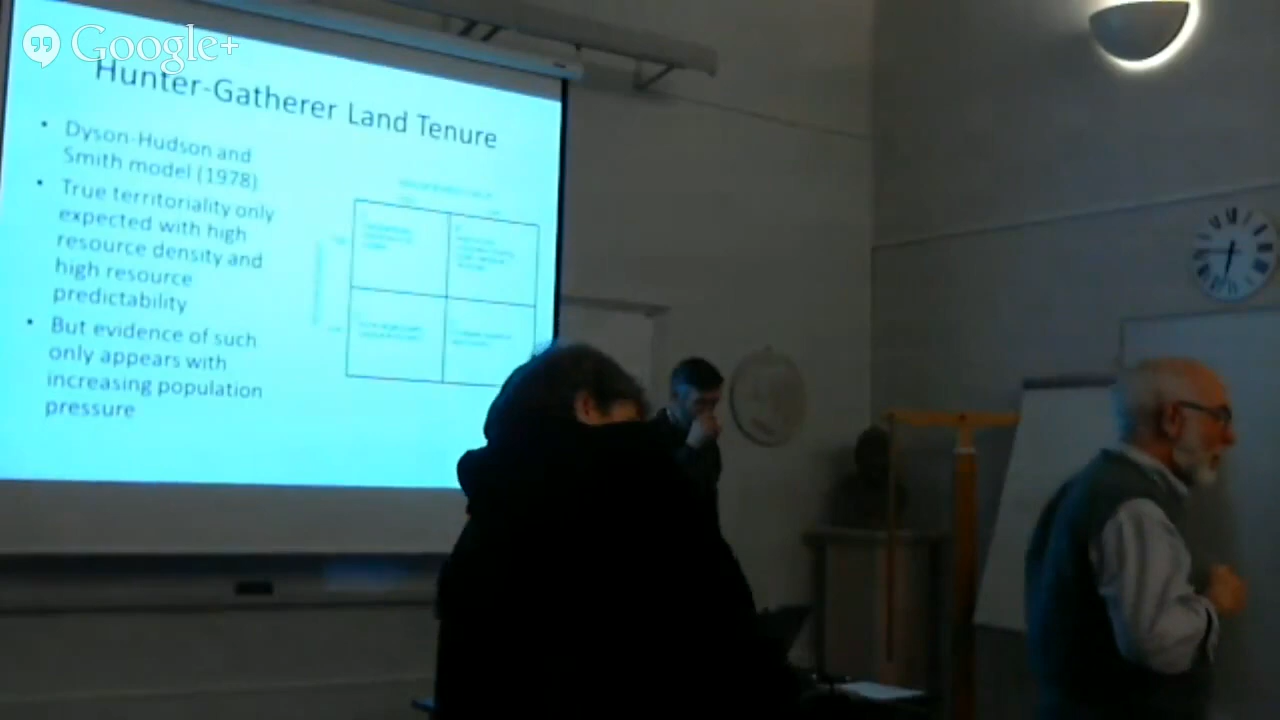 Google+
Hunter-Gatherer Land Tenure
• Dyson-Hudson and
Smith model (1978)
• True territoriality only
expected with high
resource density and
high resource
predictability
• But evidence of such
only appears with
increasing population
pressure